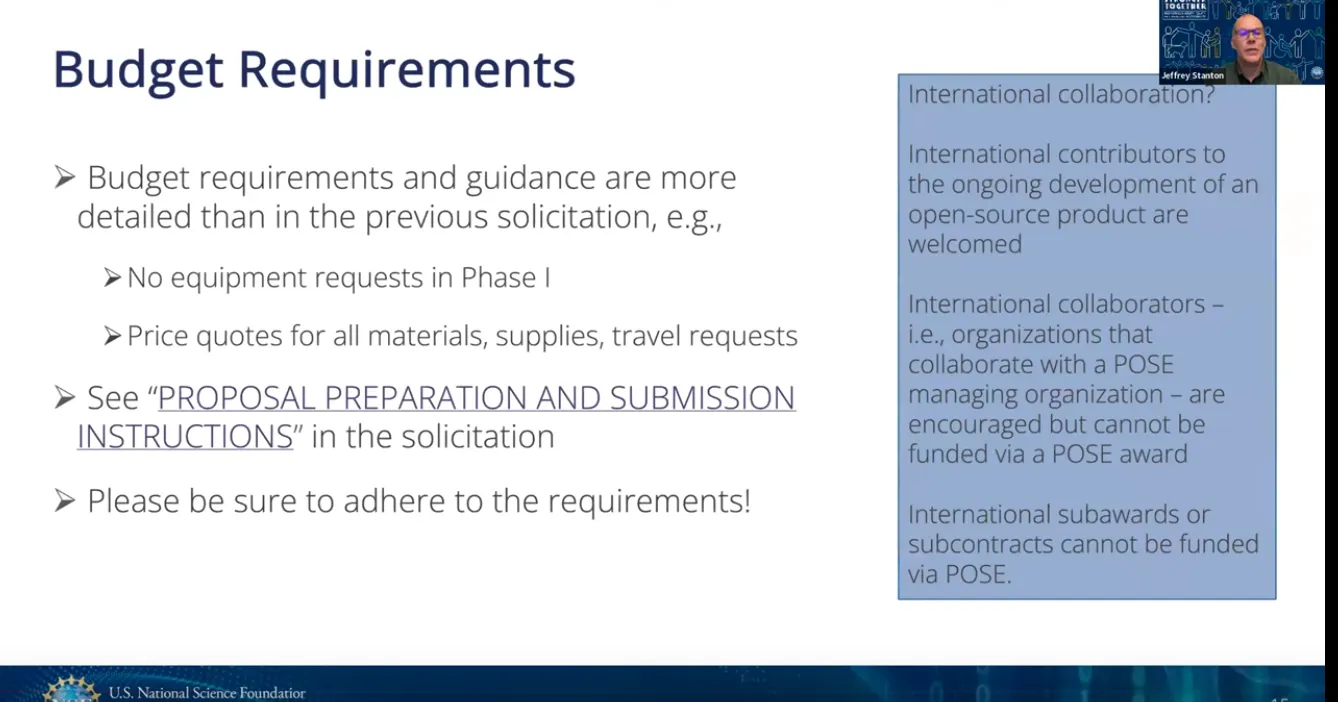 Budget Requirements
➢ Budget requirements and guidance are more
detailed than in the previous solicitation, e.g.,
➢ No equipment requests in Phase I
➢ Price quotes for all materials, supplies, travel requests
➢ See “PROPOSAL PREPARATION AND SUBMISSION
INSTRUCTIONS” in the solicitation
➢ Please be sure to adhere to the requirements!
TOGETHER
Jeffrey Stanton
International collaboration?
International contributors to
the ongoing development of an
open-source product are
welcomed
International collaborators –
i.e., organizations that
collaborate with a POSE
managing organization – are
encouraged but cannot be
funded via a POSE award
International subawards or
subcontracts cannot be funded
via POSE.
U.S. National Science Foundation